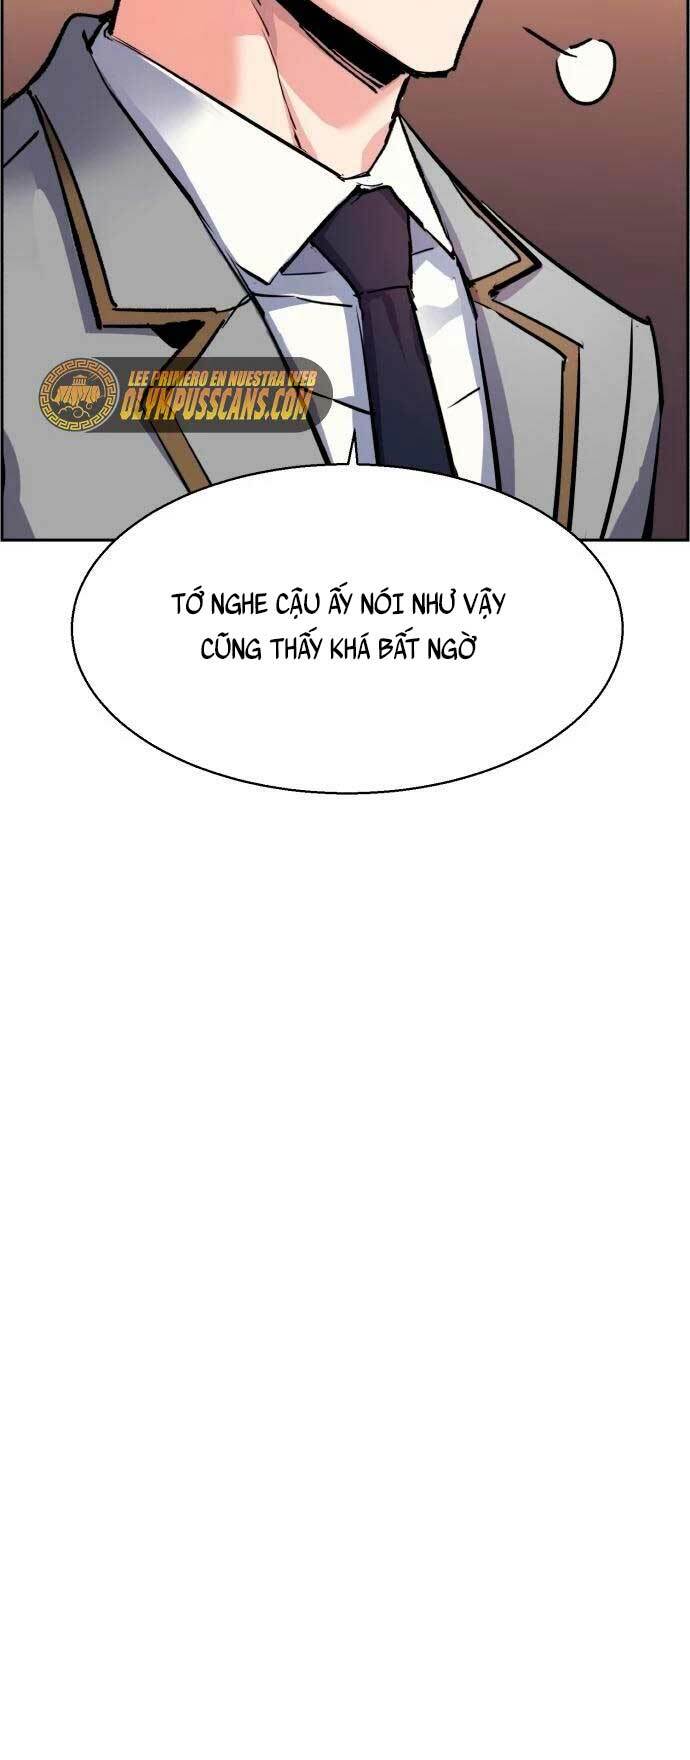 LEE PRIMERO EN NUESTRA WEB
OLYMPUSSCANS.COM
TỚ NGHE CẬU ẤY NÓI NHƯ VẬY
CŨNG THẤY KHÁ BẤT NGỜ